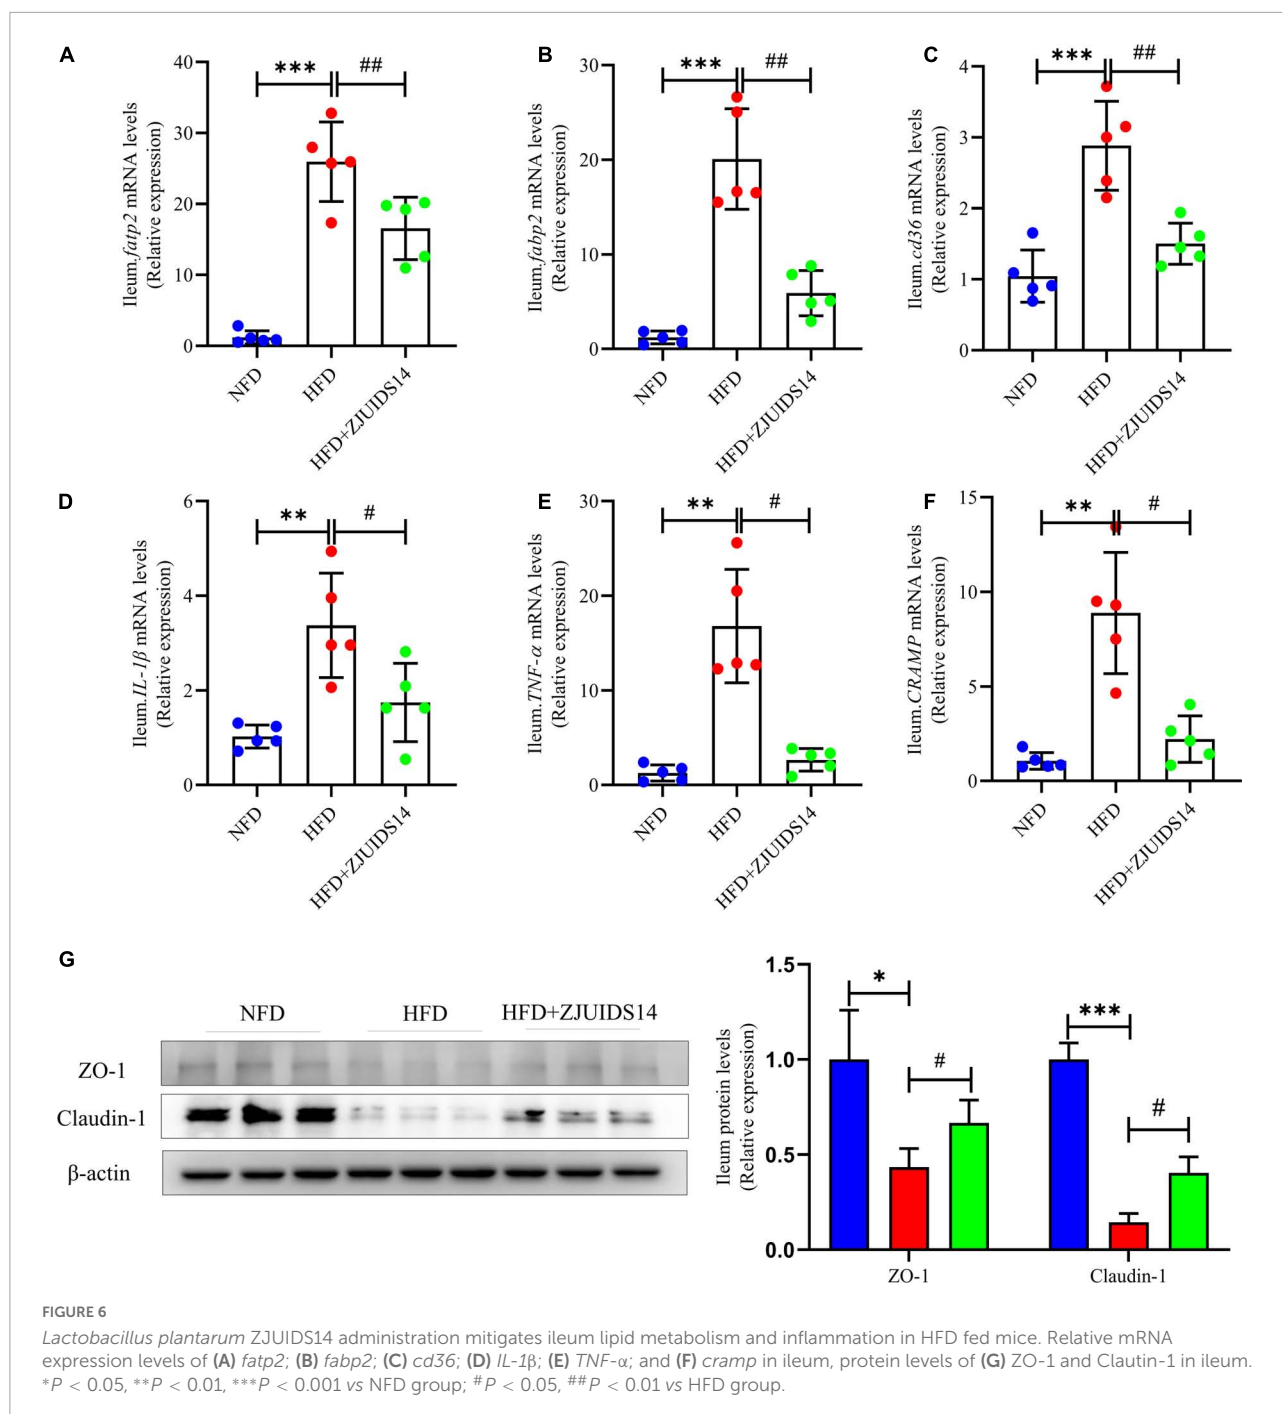 A
Ileum.fatp2 mRNA levels
(Relative expression)
40
30
20
10
0
***
##
NFD
HFD
HFD+ZJUIDS14
B
Ileum.fabp2 mRNA levels
(Relative expression)
30
20
10
0
***
##
NFD
HFD
HFD+ZJUIDS14
C
Ileum.cd36 mRNA levels
(Relative expression)
4
3
2
1
0
***
##
NFD
HFD
HFD+ZJUIDS14
D
Ileum.IL-1β mRNA levels
(Relative expression)
6
4
2
0
**
#
NFD
HFD
HFD+ZJUIDS14
E
Ileum.TNF-α mRNA levels
(Relative expression)
30
20
10
0
**
#
NFD
HFD
HFD+ZJUIDS14
F
Ileum.CRAMP mRNA levels
(Relative expression)
15
10
5
0
**
#
NFD
HFD
HFD+ZJUIDS14
G
NFD
HFD
HFD+ZJUIDS14
ZO-1
Claudin-1
β-actin
Ileum protein levels
(Relative expression)
1.5
1.0
0.5
0.0
*
#
***
#
ZO-1
Claudin-1
FIGURE 6
Lactobacillus plantarum ZJUIDS14 administration mitigates ileum lipid metabolism and inflammation in HFD fed mice. Relative mRNA
expression levels of (A) fatp2; (B) fabp2; (C) cd36; (D) IL-1β; (E) TNF-α; and (F) cramp in ileum, protein levels of (G) ZO-1 and Clautin-1 in ileum.
*P < 0.05, **P < 0.01, ***P < 0.001 vs NFD group; #P < 0.05, ##P < 0.01 vs HFD group.